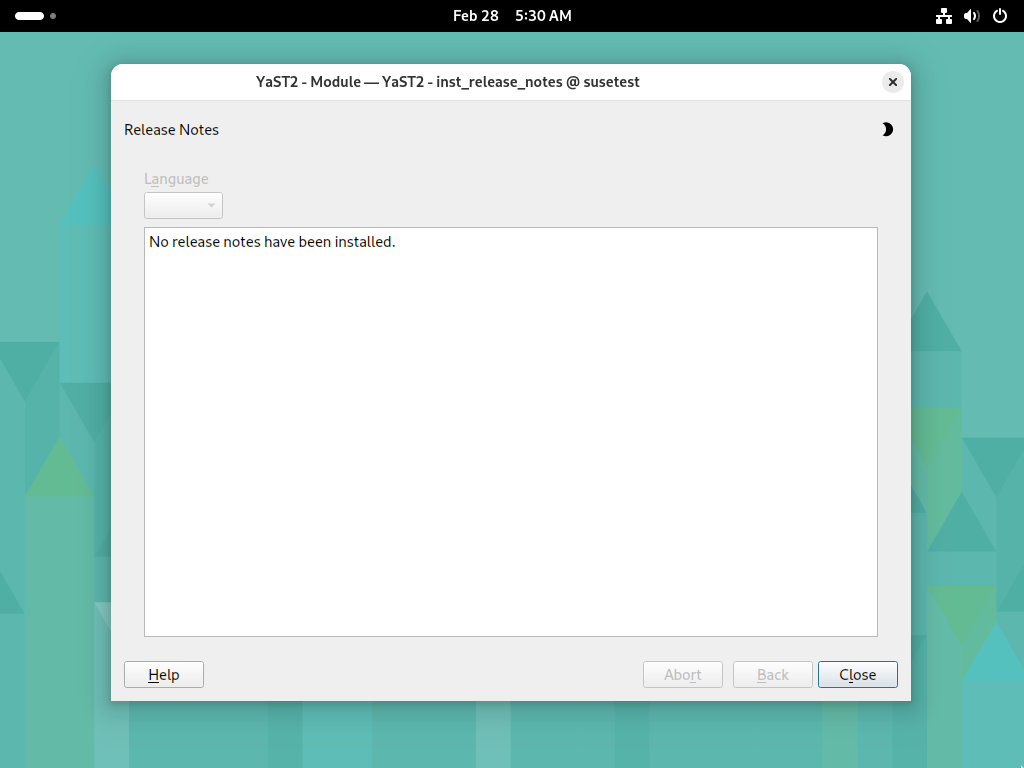 Feb 28 5:30 AM
YaST2 - Module — YaST2 - inst_release_notes @ susetest
Release Notes
Language
No release notes have been installed.
Help
Abort
Back
Close